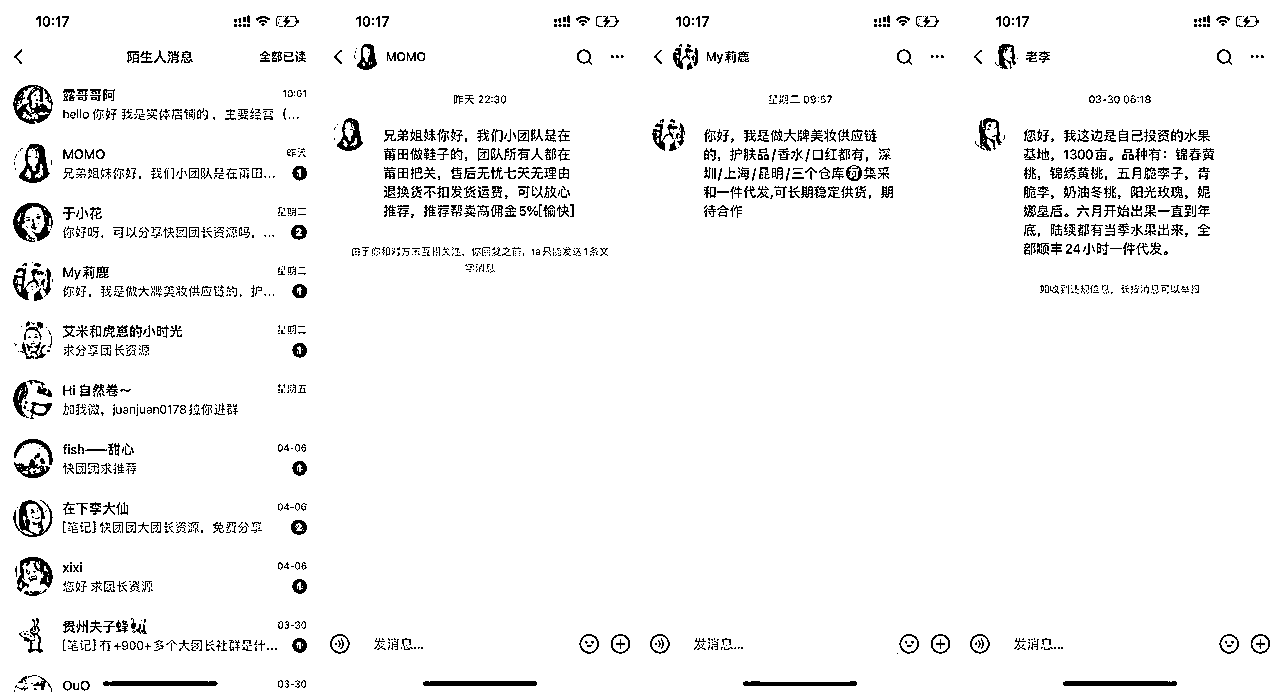 10:17
陌生人消息
全部已读
露哥哥阿
10:01
hello 你好 我是实体店铺的，主要经营（...
MOMO
昨天
兄弟姐妹你好，我们小团队是在莆田...
1
于小花
星期二
你好呀，可以分享快团团长资源吗，...
2
My莉鹿
星期二
你好，我是做大牌美妆供应链的，护...
1
艾米和虎崽的小时光
星期二
求分享团长资源
1
Hi 自然卷～
星期五
加我微，juanjuan0178拉你进群
fish——甜心
04-06
快团团求推荐
1
在下李大仙
04-06
[笔记]快团团大团长资源，免费分享
2
xixi
04-06
您好 求团长资源
1
贵州夫子蜂
03-30
[笔记]有+900+多个大团长社群是什...
1
OuO
03-30
10:17
MOMO
昨天 22:30
兄弟姐妹你好，我们小团队是在
莆田做鞋子的，团队所有人都在
莆田把关，售后无忧七天无理由
退换货不扣发货运费，可以放心
推荐，推荐帮卖高佣金5%[愉快]
由于你和对方未互相关注，你回复之前，ta只能发送1条文
字消息
发消息...
10:17
My莉鹿
星期二 09:57
你好，我是做大牌美妆供应链
的，护肤品/香水/口红都有，深
圳/上海/昆明/三个仓库🈶集采
和一件代发,可长期稳定供货，期
待合作
发消息...
10:17
老李
03-30 06:18
您好，我这边是自己投资的水果
基地，1300亩。品种有：锦春黄
桃，锦绣黄桃，五月脆李子，青
脆李，奶油冬桃，阳光玫瑰，妮
娜皇后。六月开始出果一直到年
底，陆续都有当季水果出来，全
部顺丰24小时一件代发。
如收到违规信息，长按消息可以举报
发消息...